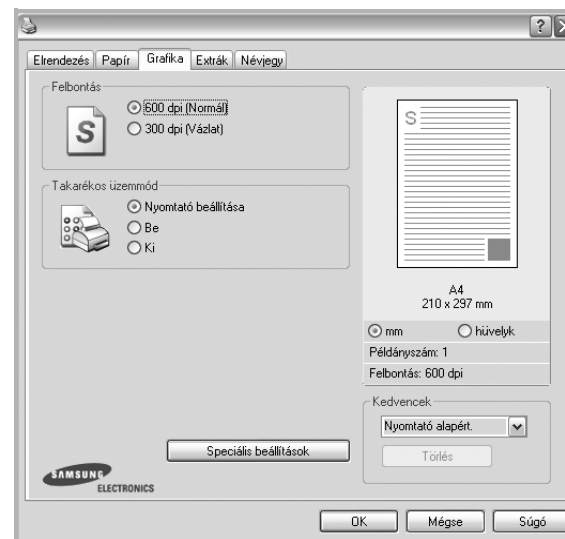 Elrendezés Papír Grafika Extrák Névjegy
Felbontás
600 dpi (Normál)
300 dpi (Vázlat)
S
Takarékos üzemmód
Nyomtató beállítása
Be
Ki
S
A4
210 x 297 mm
mm hüvelyk
Példányszám: 1
Felbontás: 600 dpi
Kedvencek
Nyomtató alapért.
Törlés
Speciális beállítások
SAMSUNG
ELECTRONICS
OK Mégse Súgó